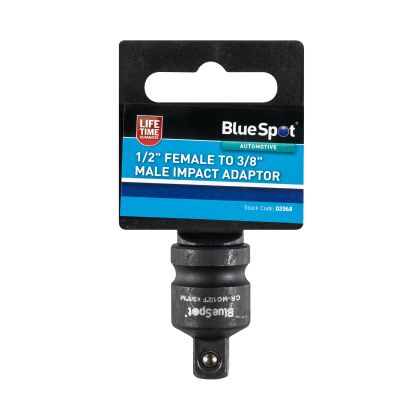 LIFE
TIME
GUARANTEE
BlueSpot
AUTOMOTIVE
1/2" FEMALE TO 3/8"
MALE IMPACT ADAPTOR
Stock Code: 02068
CR-MO 1/2"F x 3/8"M
BlueSpot